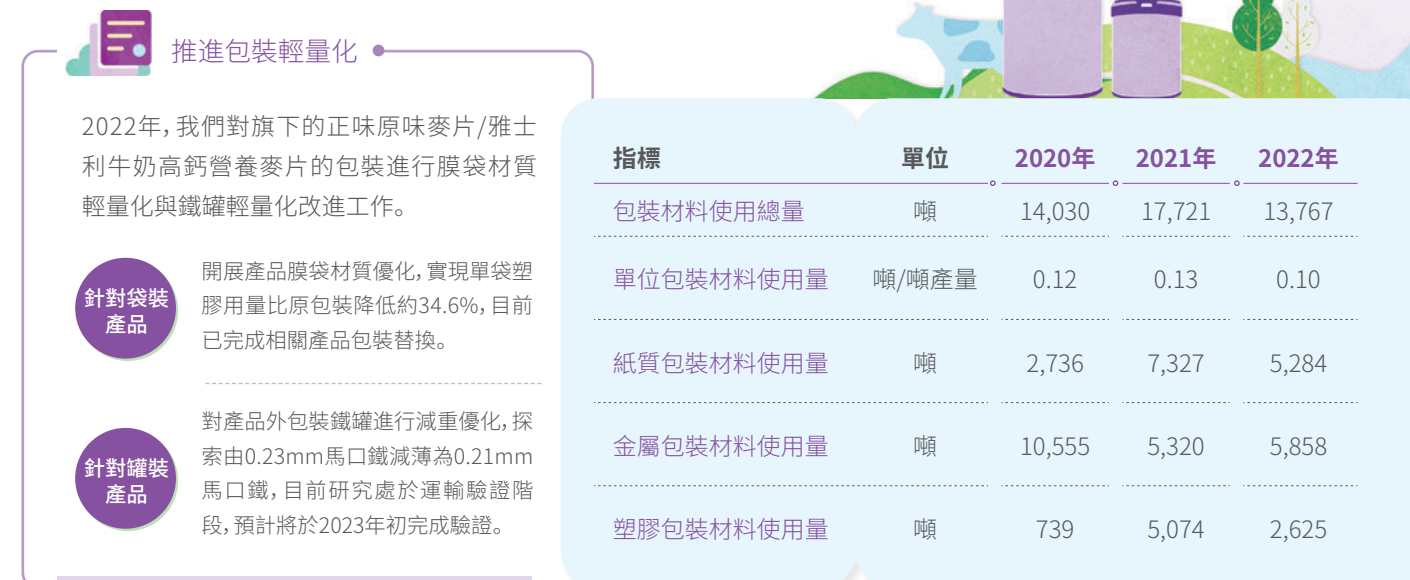 推進包裝輕量化
2022年，我們對旗下的正味原味麥片/雅士
利牛奶高鈣營養麥片的包裝進行膜袋材質
輕量化與鐵罐輕量化改進工作。
針對袋裝
產品
開展產品膜袋材質優化，實現單袋塑
膠用量比原包裝降低約34.6%，目前
已完成相關產品包裝替換。
針對罐裝
產品
對產品外包裝鐵罐進行減重優化，探
索由0.23mm馬口鐵減薄為0.21mm
馬口鐵，目前研究處於運輸驗證階
段，預計將於2023年初完成驗證。
指標 單位 2020年 2021年 2022年
包裝材料使用總量 噸 14,030 17,721 13,767
單位包裝材料使用量 噸/噸產量 0.12 0.13 0.10
紙質包裝材料使用量 噸 2,736 7,327 5,284
金屬包裝材料使用量 噸 10,555 5,320 5,858
塑膠包裝材料使用量 噸 739 5,074 2,625